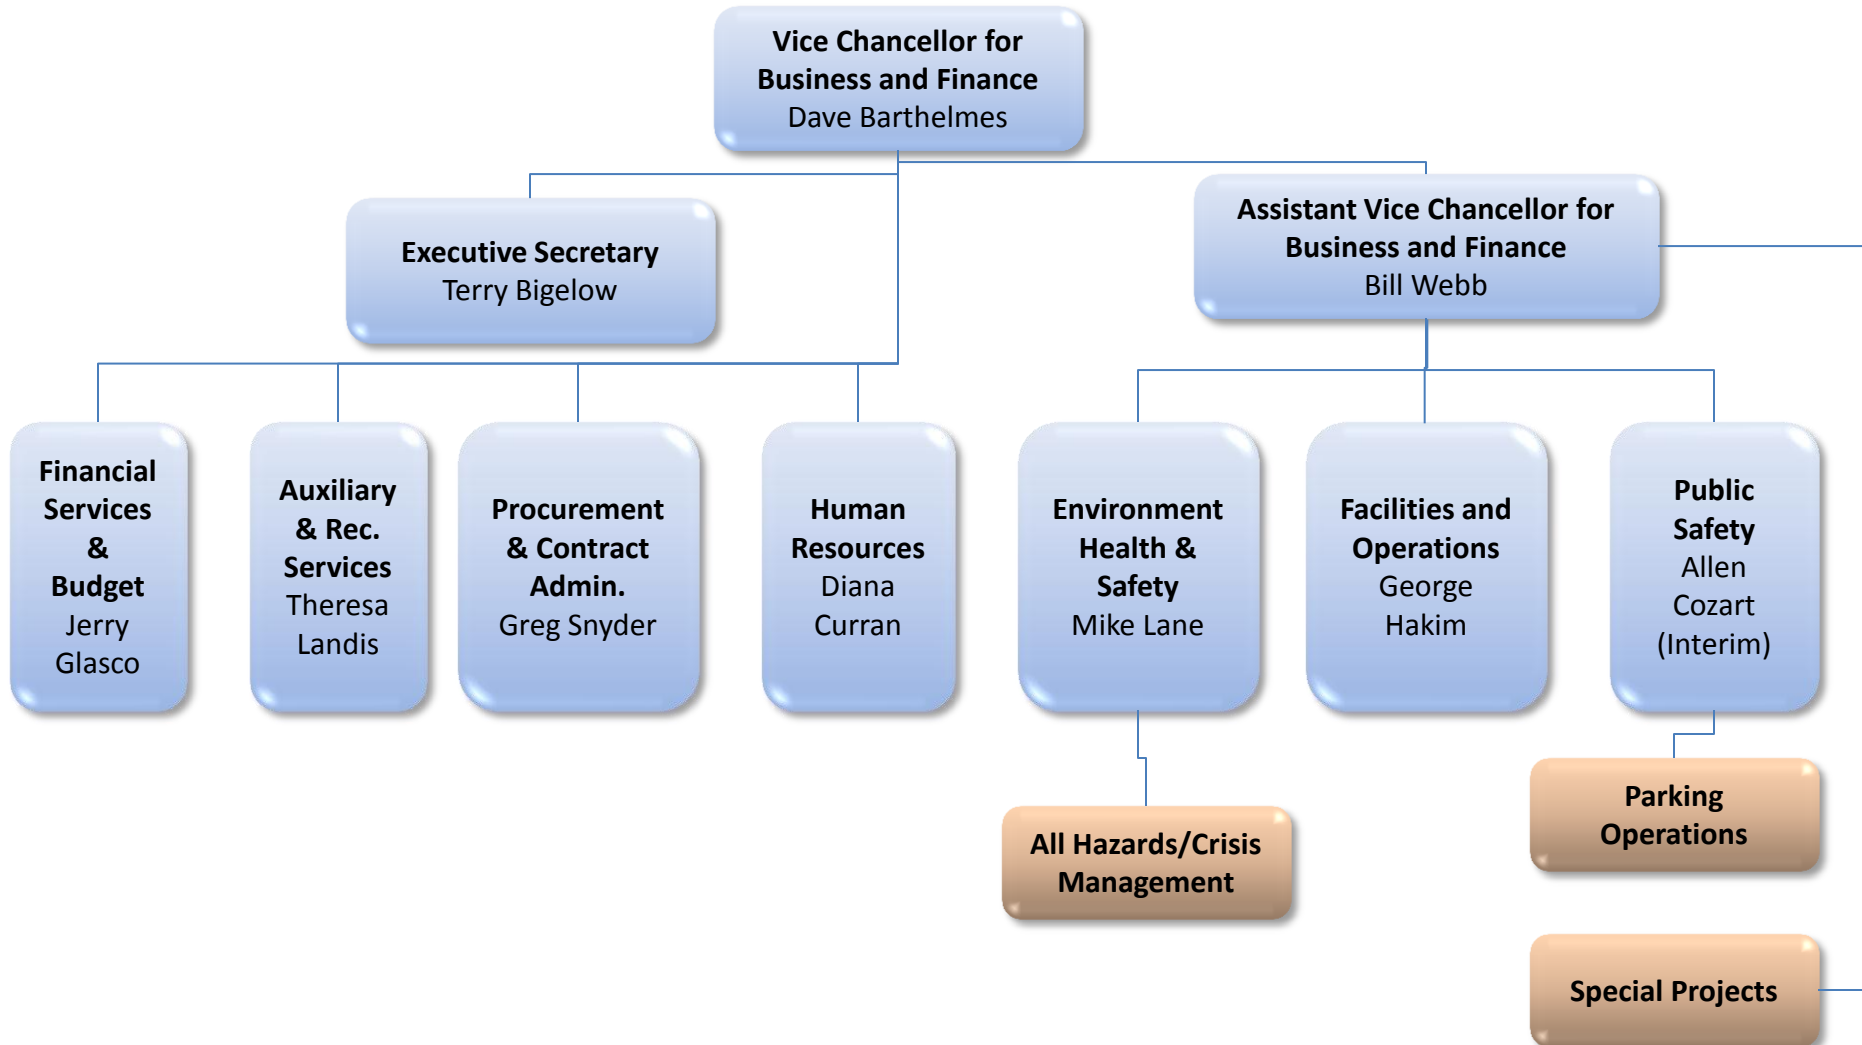 Vice Chancellor for
Business and Finance
Dave Barthelmes
Executive Secretary
Terry Bigelow
Assistant Vice Chancellor for
Business and Finance
Bill Webb
Financial
Services
&
Budget
Jerry
Glasco
Auxiliary
& Rec.
Services
Theresa
Landis
Procurement
& Contract
Admin.
Greg Snyder
Human
Resources
Diana
Curran
Environment
Health &
Safety
Mike Lane
Facilities and
Operations
George
Hakim
Public
Safety
Allen
Cozart
(Interim)
All Hazards/Crisis
Management
Parking
Operations
Special Projects